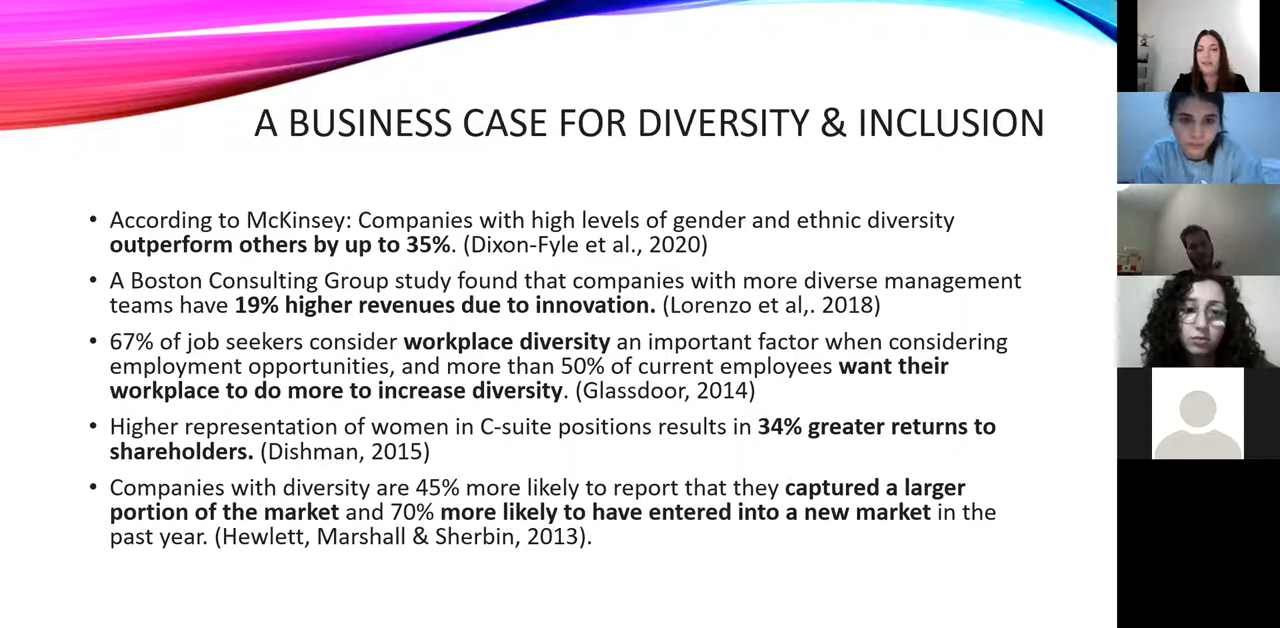 A BUSINESS CASE FOR DIVERSITY & INCLUSION
• According to McKinsey: Companies with high levels of gender and ethnic diversity
outperform others by up to 35%. (Dixon-Fyle et al., 2020)
• A Boston Consulting Group study found that companies with more diverse management
teams have 19% higher revenues due to innovation. (Lorenzo et al,. 2018)
• 67% of job seekers consider workplace diversity an important factor when considering
employment opportunities, and more than 50% of current employees want their
workplace to do more to increase diversity. (Glassdoor, 2014)
• Higher representation of women in C-suite positions results in 34% greater returns to
shareholders. (Dishman, 2015)
• Companies with diversity are 45% more likely to report that they captured a larger
portion of the market and 70% more likely to have entered into a new market in the
past year. (Hewlett, Marshall & Sherbin, 2013).